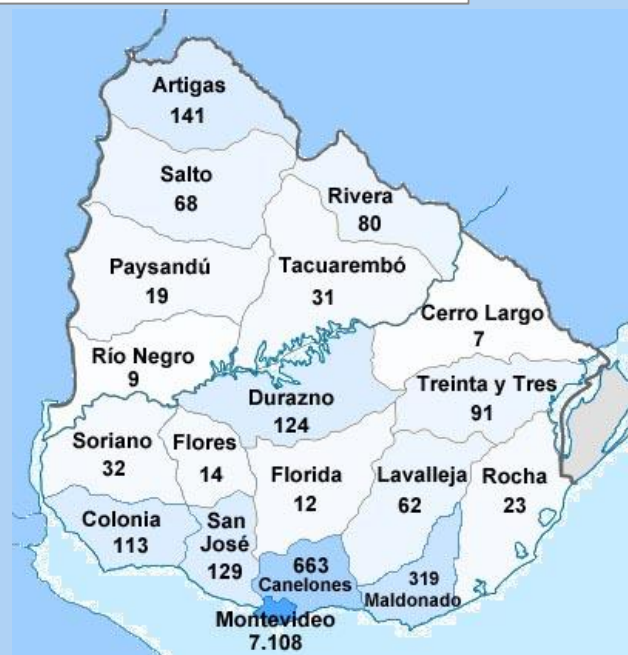 Artigas
141
Salto
68
Rivera
80
Paysandú
19
Tacuarembó
31
Cerro Largo
7
Río Negro
9
Durazno
124
Treinta y Tres
91
Soriano
32
Flores
14
Florida
12
Lavalleja
62
Rocha
23
Colonia
113
San
José
129
663
Canelones
319
Maldonado
Montevideo
7.108